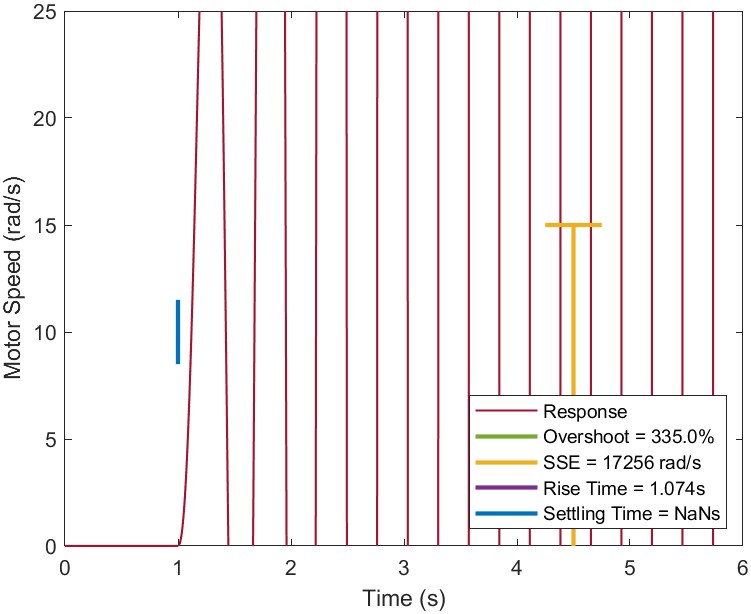 25
20
15
10
5
0
0
1
2
3
4
5
6
Motor Speed (rad/s)
Time (s)
Response
Overshoot = 335.0%
SSE = 17256 rad/s
Rise Time = 1.074s
Settling Time = NaNs